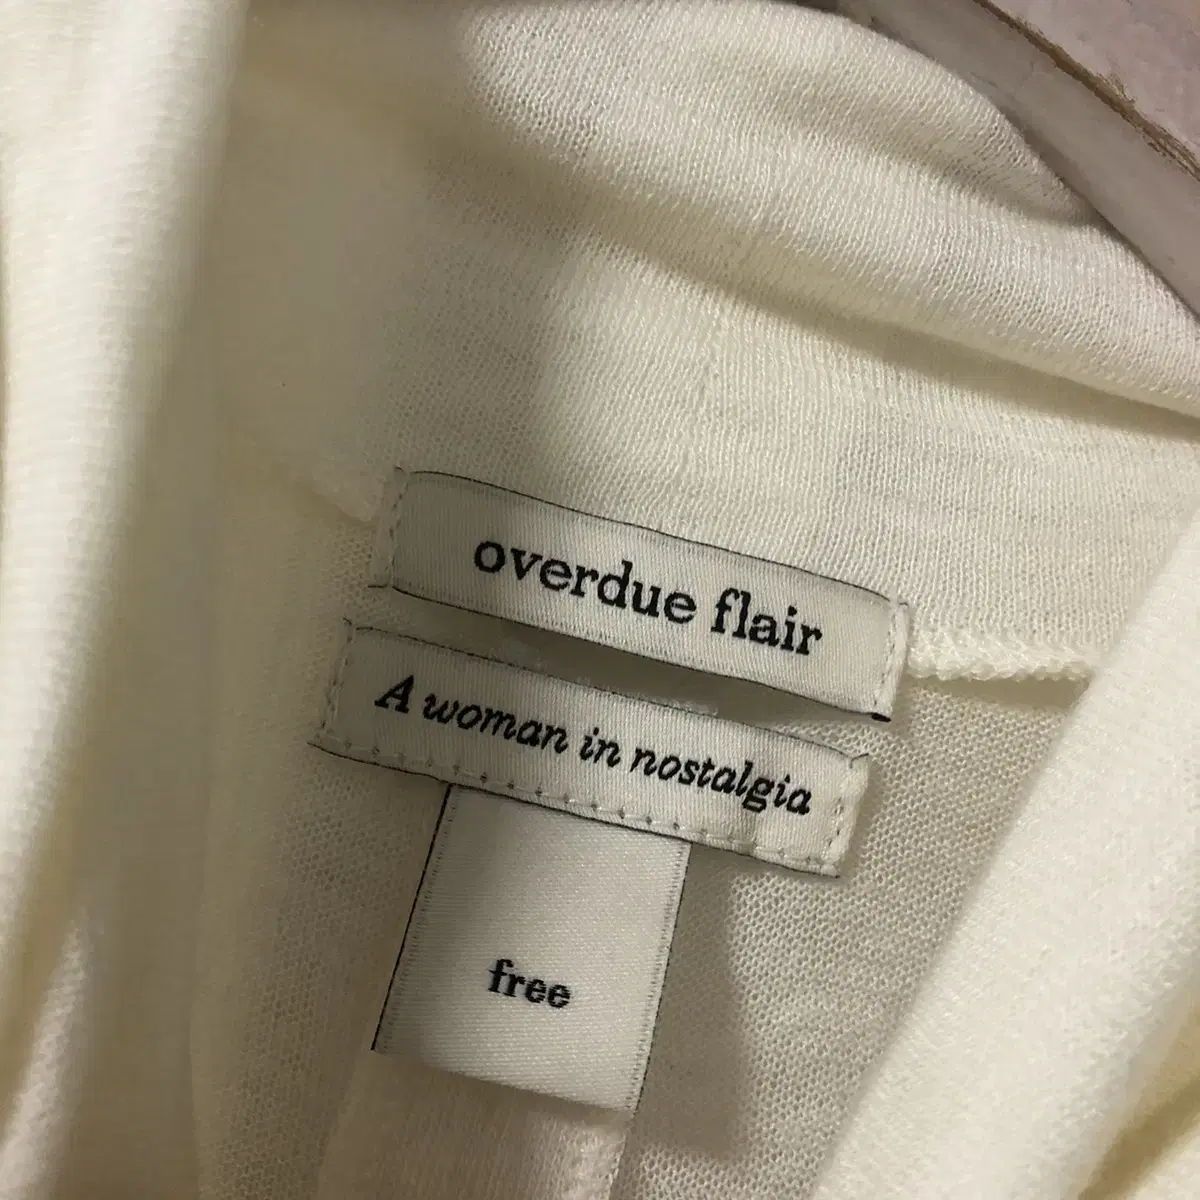 overdue flair
A woman in nostalgia
free